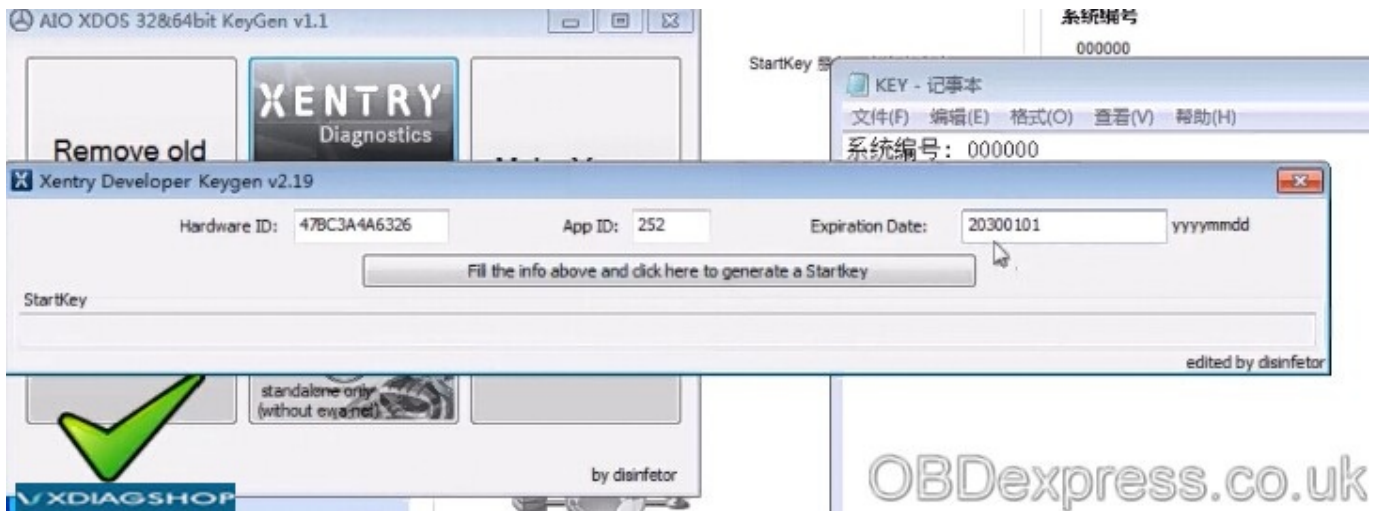 AIO XDOS 32&64bit KeyGen v1.1
系统编号
000000
StartKey
KEY - 记事本
文件(F) 编辑(E) 格式(O) 查看(V) 帮助(H)
系统编号: 000000
XENTRY
Diagnostics
Remove old
Xentry Developer Keygen v2.19
Hardware ID: 47BC3A4A6326 App ID: 252 Expiration Date: 20300101 yyyymmdd
Fill the info above and click here to generate a Startkey
StartKey
edited by disinfetor
standalone only
(without ewa net)
by disinfetor
VXDIAGSHOP
OBDexpress.co.uk